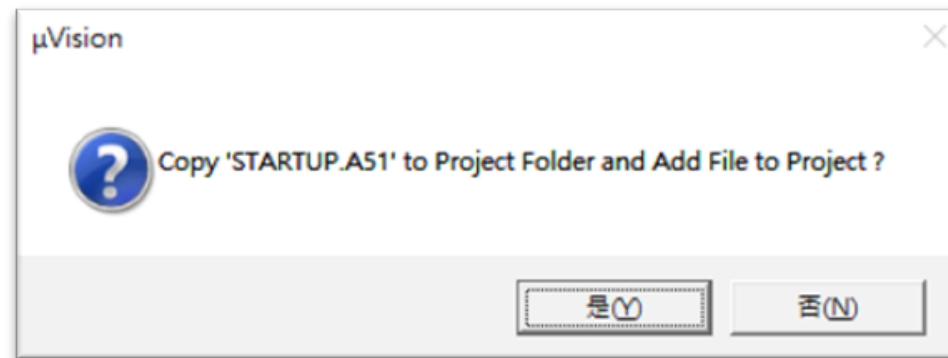 µVision
Copy 'STARTUP.A51' to Project Folder and Add File to Project ?
是(Y) 否(N)